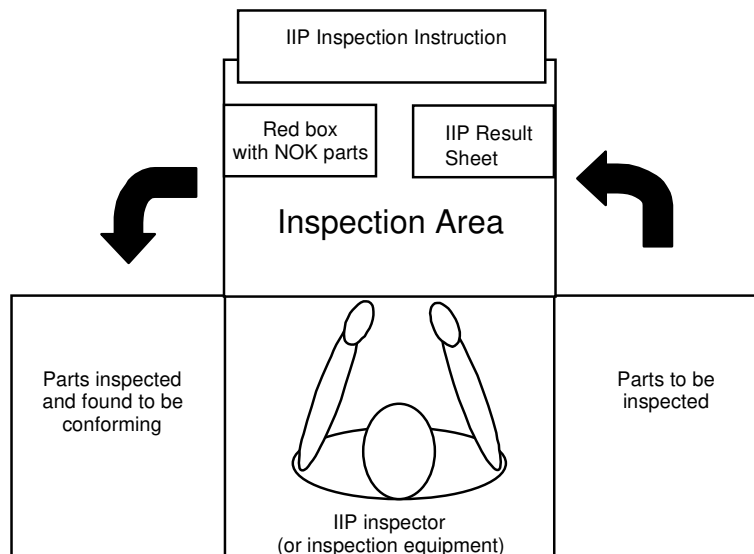 IIP Inspection Instruction
Red box
with NOK parts
IIP Result
Sheet
Inspection Area
Parts inspected
and found to be
conforming
Parts to be
inspected
IIP inspector
(or inspection equipment)